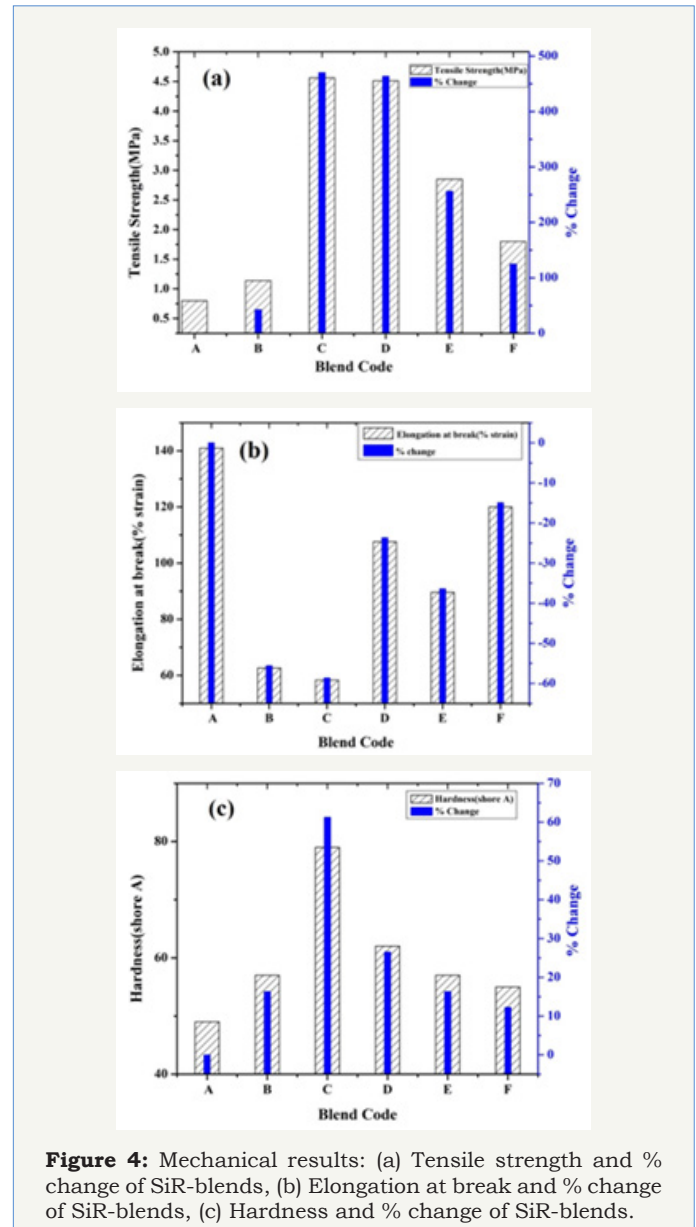 (a)
Tensile Strength(MPa)
% Change
5.0
4.5
4.0
3.5
3.0
2.5
2.0
1.5
1.0
0.5
Tensile Strength(MPa)
500
400
300
200
100
0
% Change
A B C D E F
Blend Code
(b)
Elongation at break(% strain)
% change
140
120
100
80
60
Elongation at break(% strain)
0
-10
-20
-30
-40
-50
-60
% Change
A B C D E F
Blend Code
(c)
Hardness(shore A)
% Change
80
60
40
Hardness(shore A)
70
60
50
40
30
20
10
0
% Change
A B C D E F
Blend Code
Figure 4: Mechanical results: (a) Tensile strength and %
change of SiR-blends, (b) Elongation at break and % change
of SiR-blends, (c) Hardness and % change of SiR-blends.